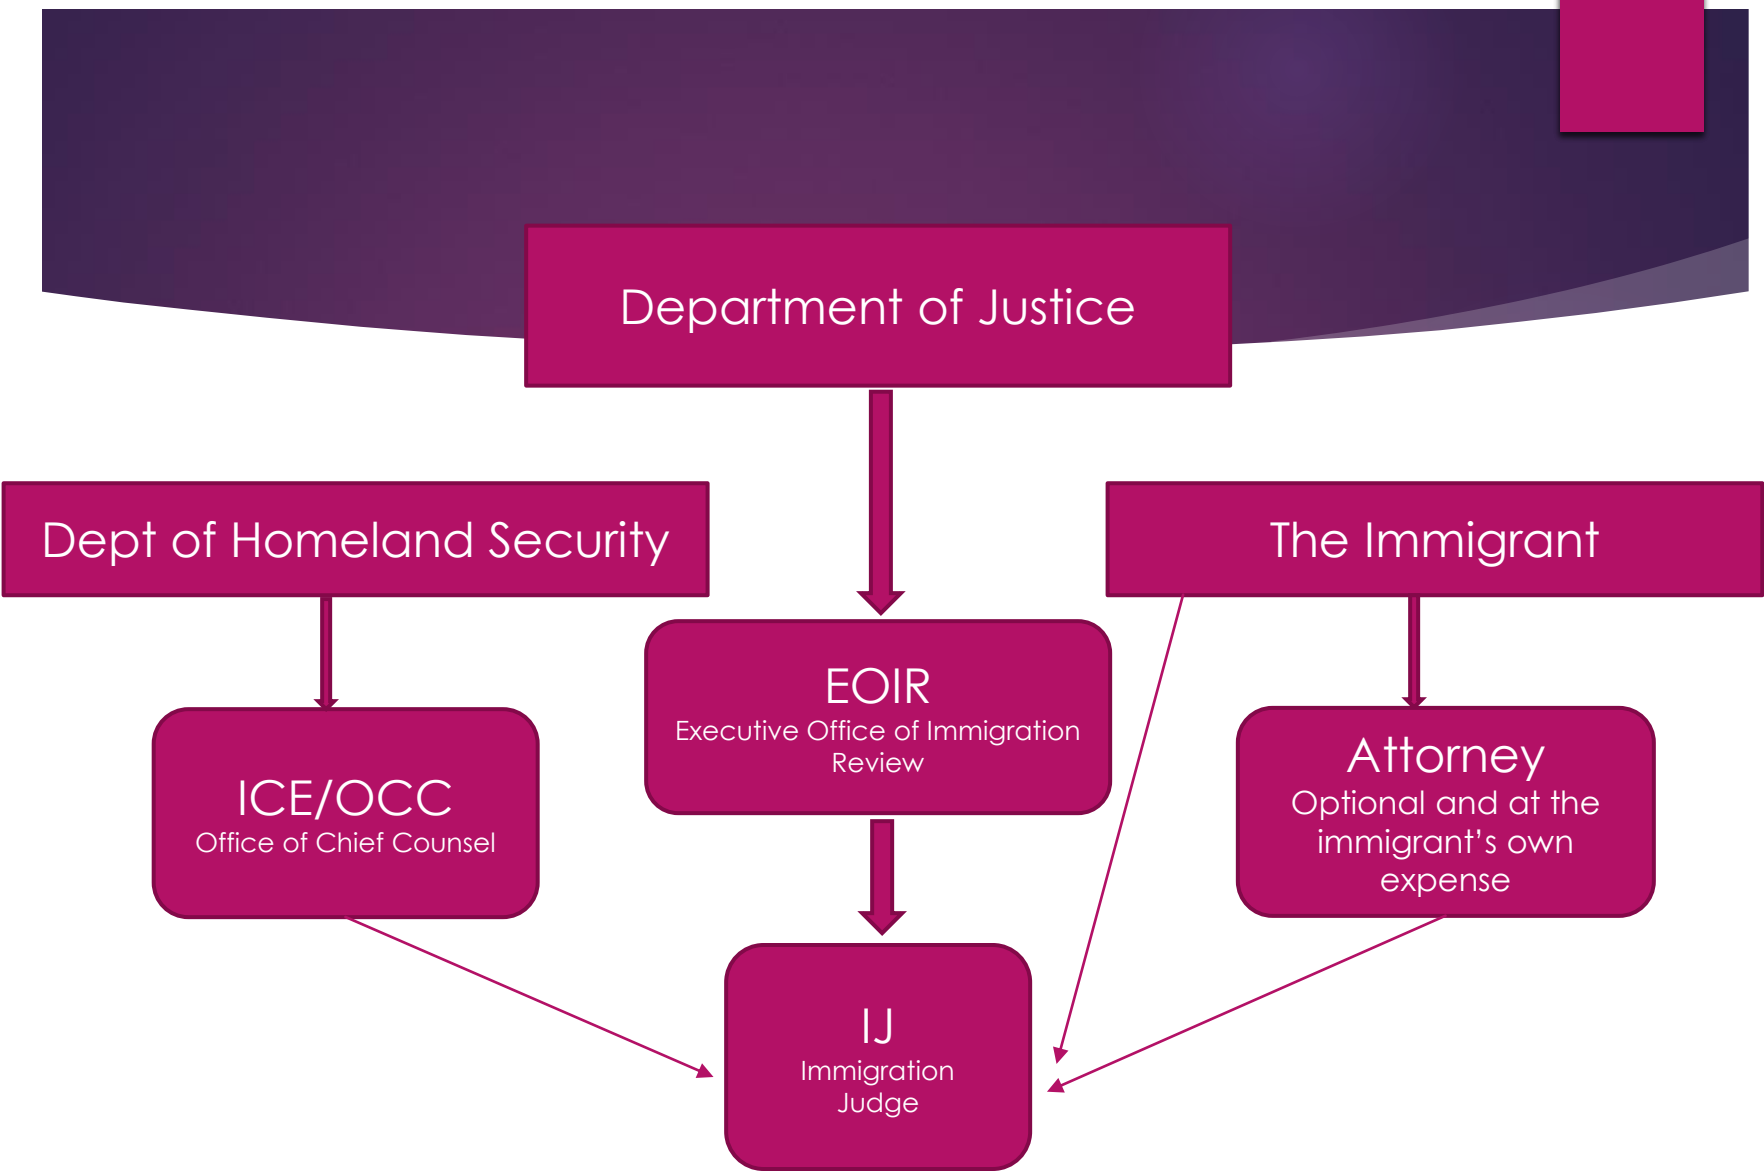 Department of Justice
Dept of Homeland Security
The Immigrant
EOIR
Executive Office of Immigration
Review
ICE/OCC
Office of Chief Counsel
Attorney
Optional and at the
immigrant’s own
expense
IJ
Immigration
Judge